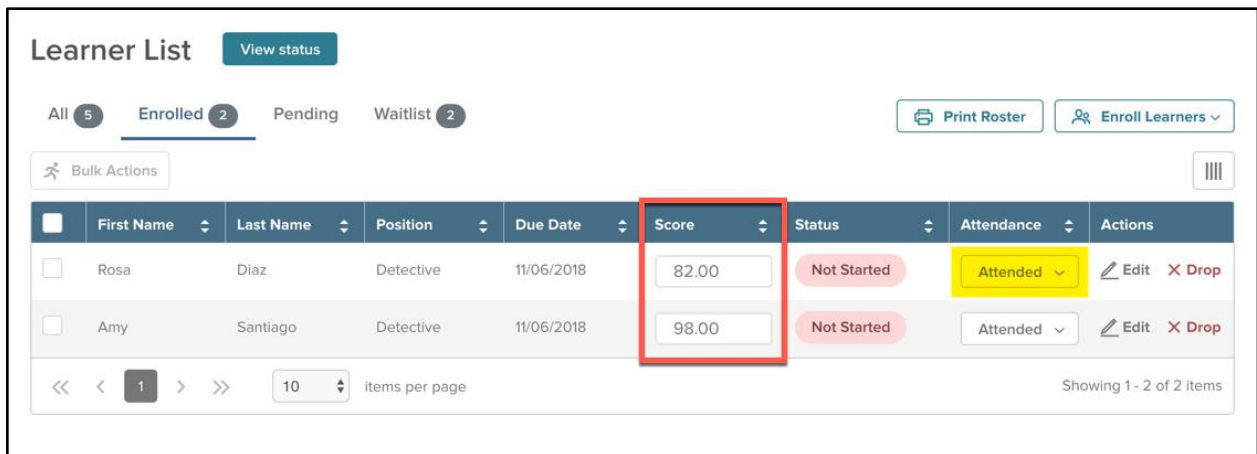 Learner List View status
All 5 Enrolled 2 Pending Waitlist 2 Print Roster Enroll Learners
Bulk Actions
First Name Last Name Position Due Date Score Status Attendance Actions
Rosa Diaz Detective 11/06/2018 82.00 Not Started Attended Edit Drop
Amy Santiago Detective 11/06/2018 98.00 Not Started Attended Edit Drop
1 10 items per page Showing 1 - 2 of 2 items